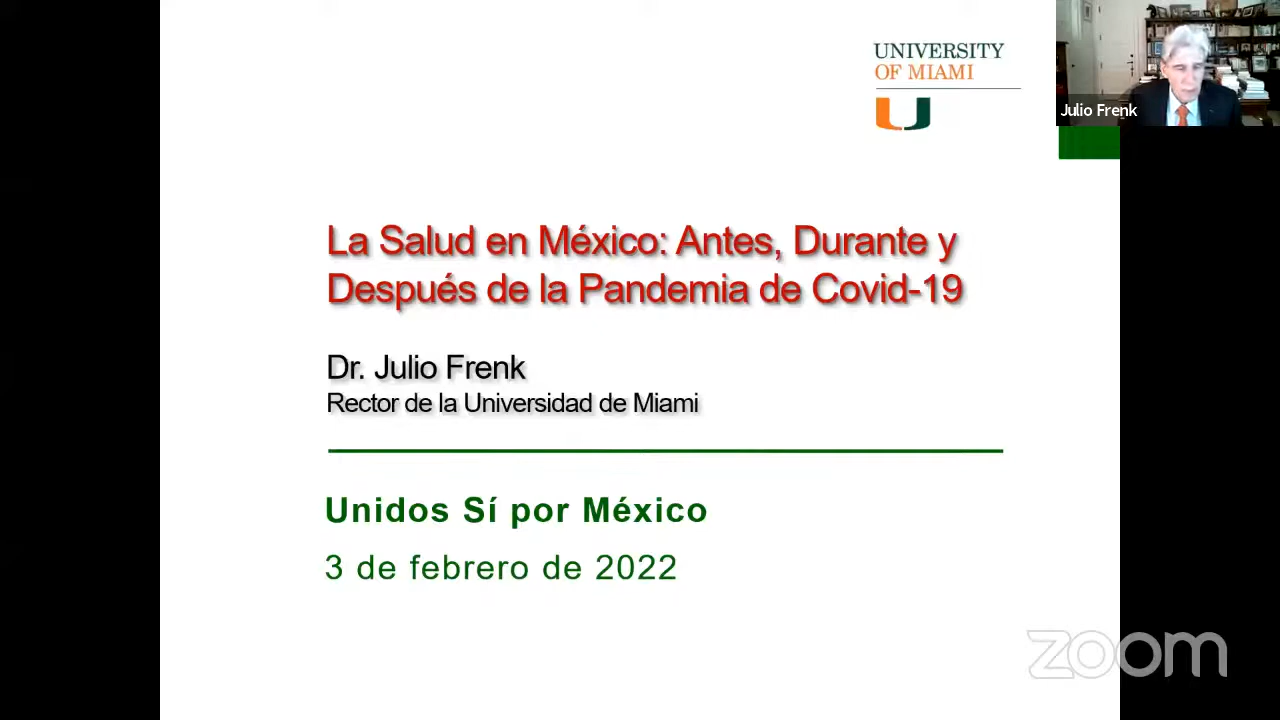 UNIVERSITY
OF MIAMI
Julio Frenk
La Salud en México: Antes, Durante y
Después de la Pandemia de Covid-19
Dr. Julio Frenk
Rector de la Universidad de Miami
Unidos Sí por México
3 de febrero de 2022
zoom